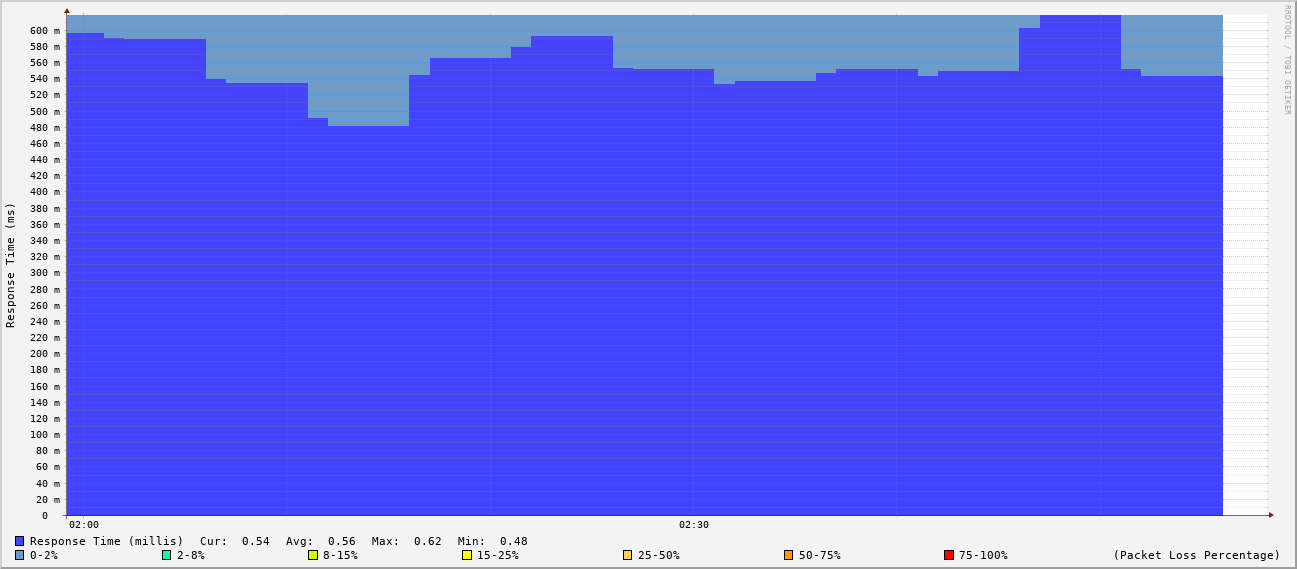 600 m
580 m
560 m
540 m
520 m
500 m
480 m
460 m
440 m
420 m
400 m
380 m
360 m
340 m
320 m
300 m
280 m
260 m
240 m
220 m
200 m
180 m
160 m
140 m
120 m
100 m
80 m
60 m
40 m
20 m
0
Response Time (ms)
RRDTOOL / TOBI OETIKER
02:00 02:30
Response Time (millis) Cur: 0.54 Avg: 0.56 Max: 0.62 Min: 0.48
0-2% 2-8% 8-15% 15-25% 25-50% 50-75% 75-100% (Packet Loss Percentage)